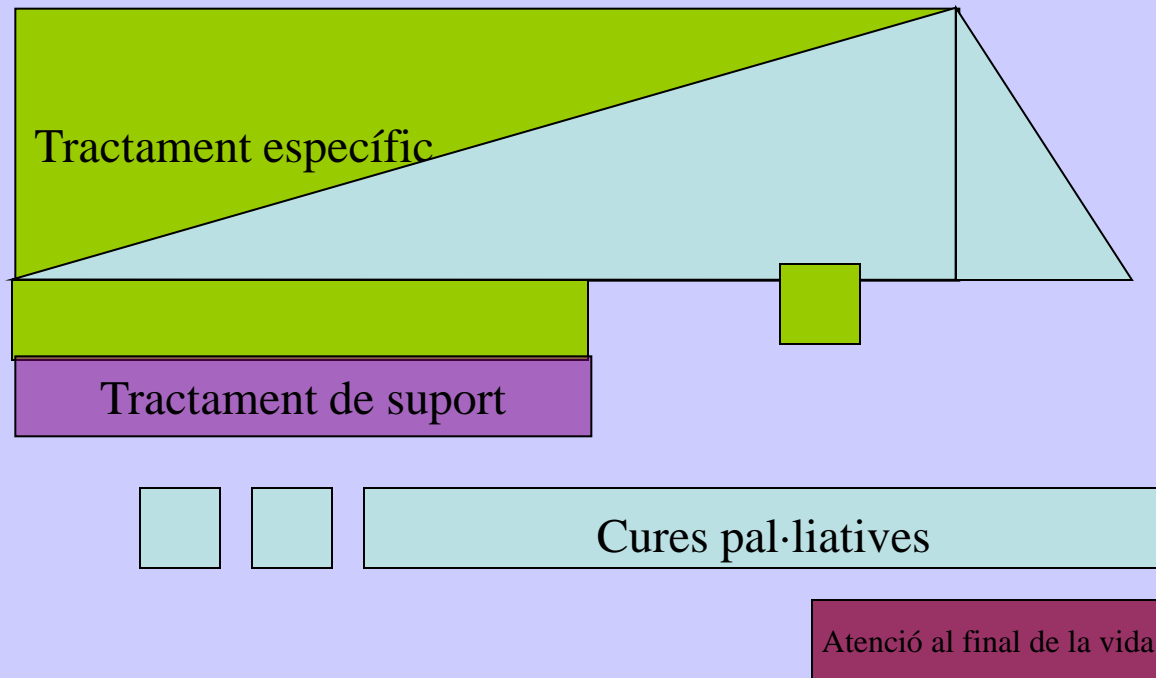 Tractament específic
Tractament de suport
Cures pal·liatives
Atenció al final de la vida